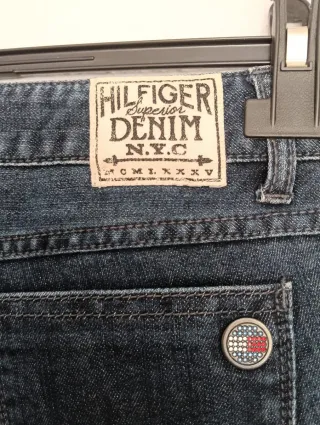 HILFIGER
Superior
DENIM
N.Y.C
MCMLXXXV